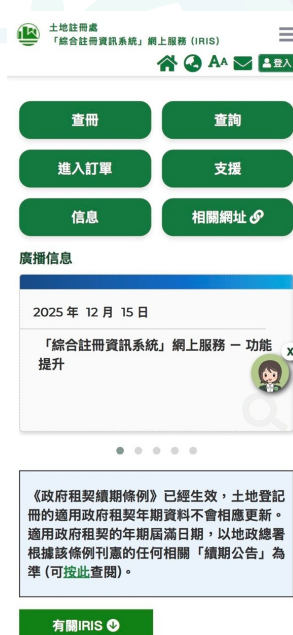 土地註冊處
「綜合註冊資訊系統」網上服務 (IRIS)
AA
登入
查冊
查詢
進入訂單
支援
信息
相關網址
廣播信息
2025 年 12 月 15 日
「綜合註冊資訊系統」網上服務 － 功能
提升
X
《政府租契續期條例》已經生效，土地登記
冊的適用政府租契年期資料不會相應更新。
適用政府租契的年期屆滿日期，以地政總署
根據該條例刊憲的任何相關「續期公告」為
準 (可按此查閱)。
有關IRIS